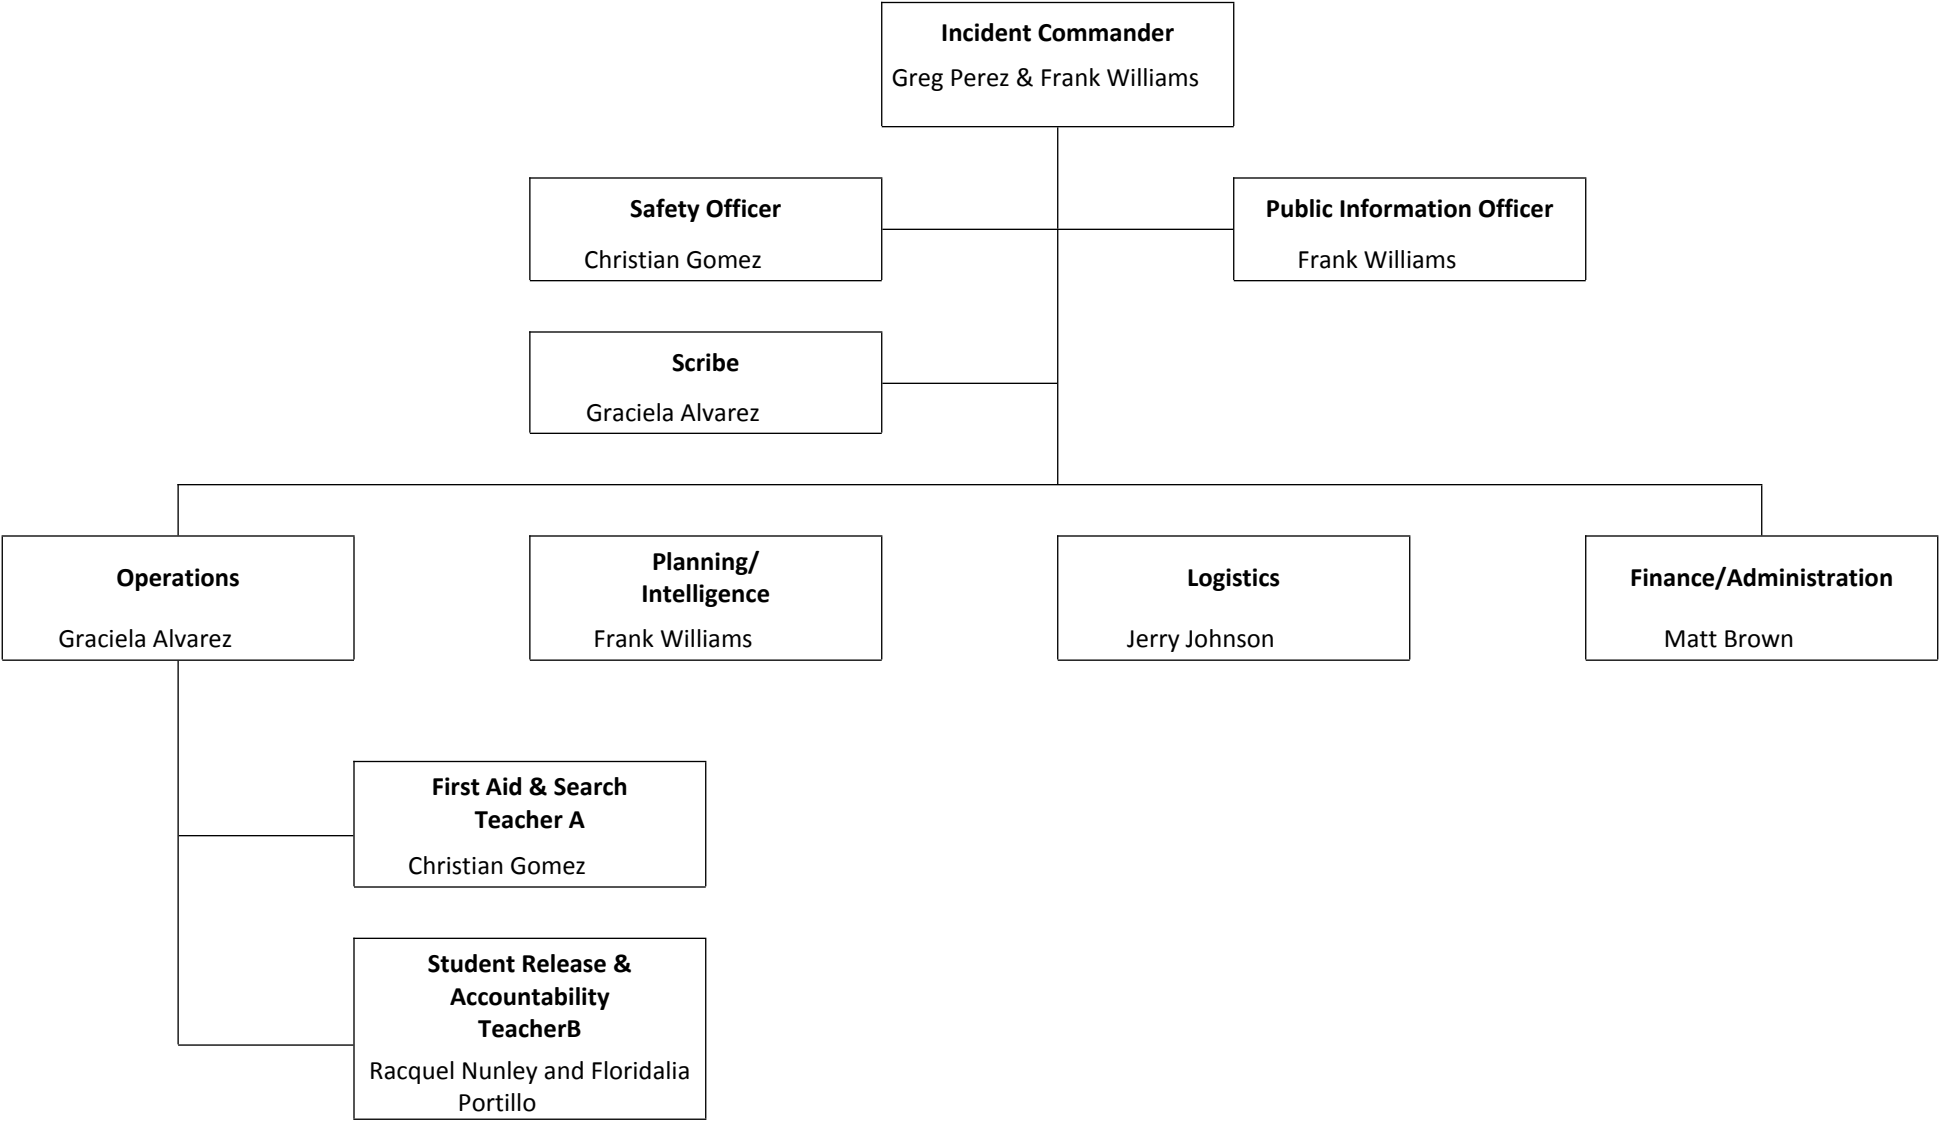 Incident Commander
Greg Perez & Frank Williams
Safety Officer
Christian Gomez
Public Information Officer
Frank Williams
Scribe
Graciela Alvarez
Operations
Graciela Alvarez
Planning/
Intelligence
Frank Williams
Logistics
Jerry Johnson
Finance/Administration
Matt Brown
First Aid & Search
Teacher A
Christian Gomez
Student Release &
Accountability
TeacherB
Racquel Nunley and Floridalia
Portillo